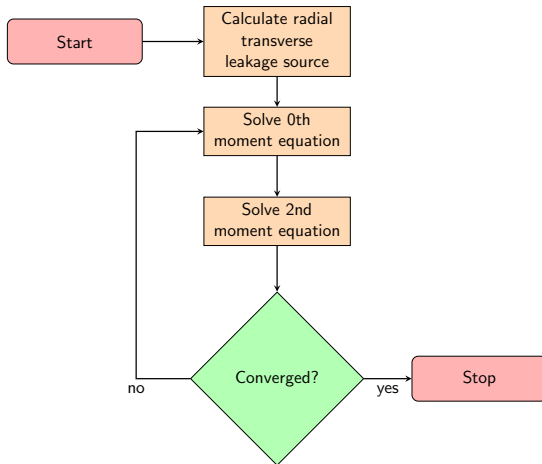 Start
Calculate radial
transverse
leakage source
Solve 0th
moment equation
Solve 2nd
moment equation
Converged?
no
yes
Stop